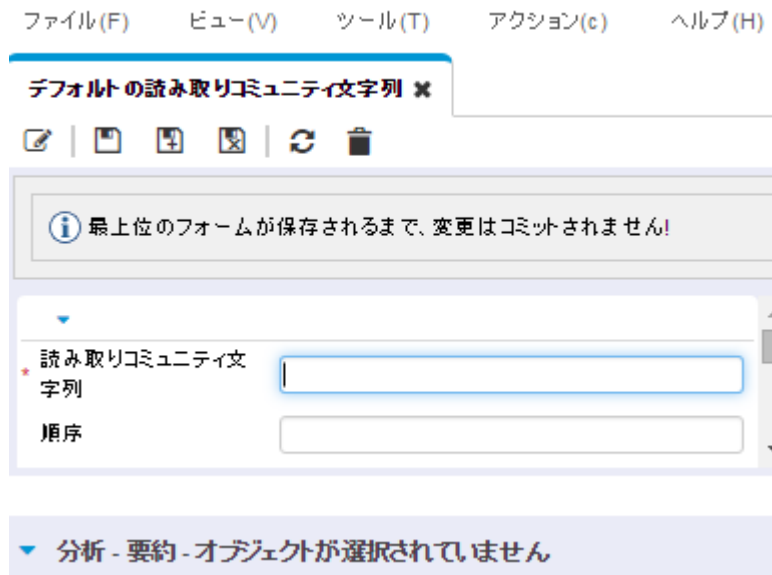 ファイル(F) ビュー(V) ツール(T) アクション(c) ヘルプ(H)
デフォルトの読み取りコミュニティ文字列
最上位のフォームが保存されるまで、変更はコミットされません!
* 読み取りコミュニティ文
字列
順序
分析 - 要約 - オブジェクトが選択されていません